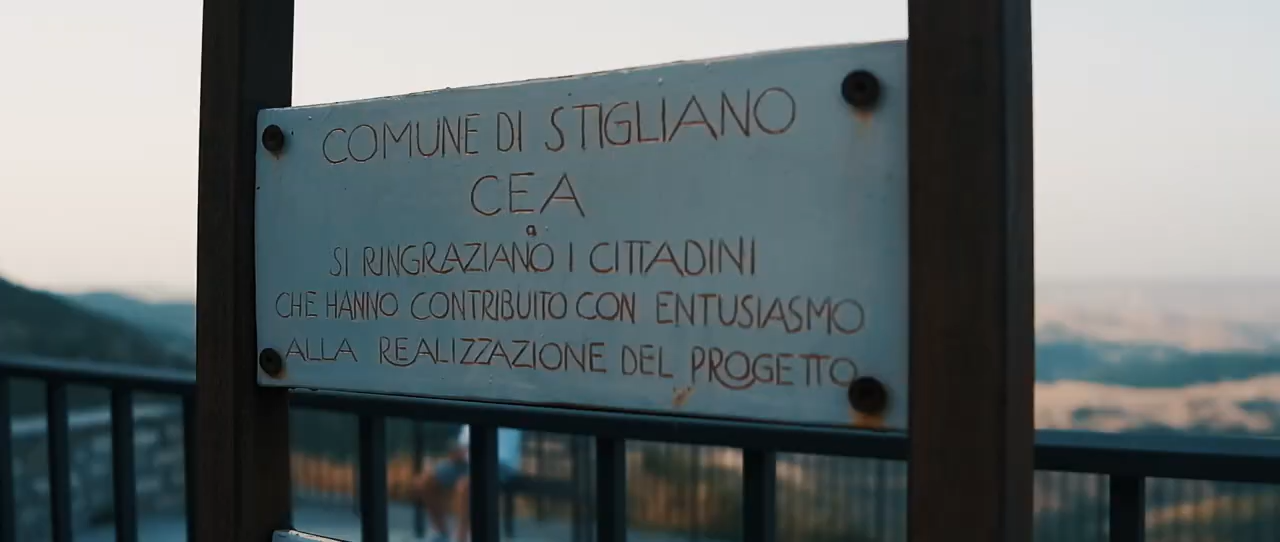 COMUNE DI STIGLIANO
CEA
SI RINGRAZIANO I CITTADINI
CHE HANNO CONTRIBUITO CON ENTUSIASMO
ALLA REALIZZAZIONE DEL PROGETTO